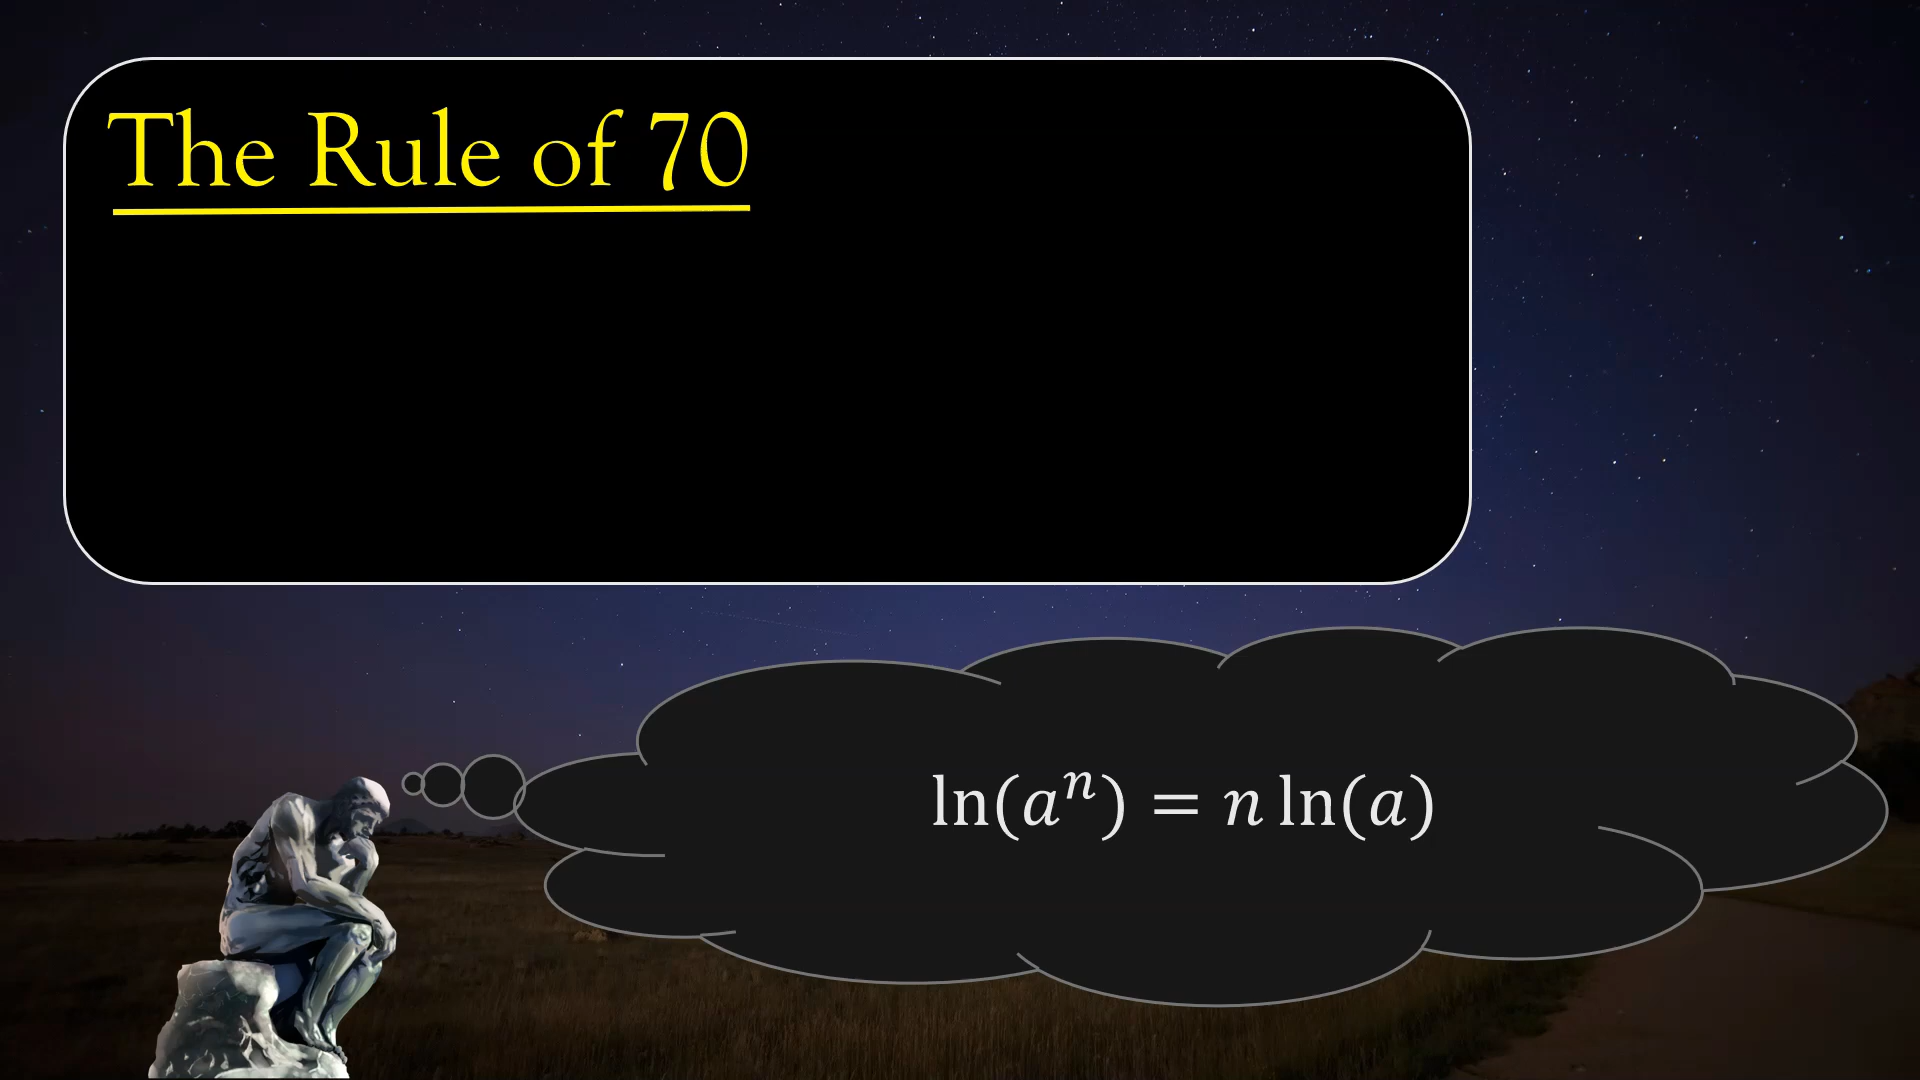 The Rule of 70
ln(aⁿ) = n ln(a)